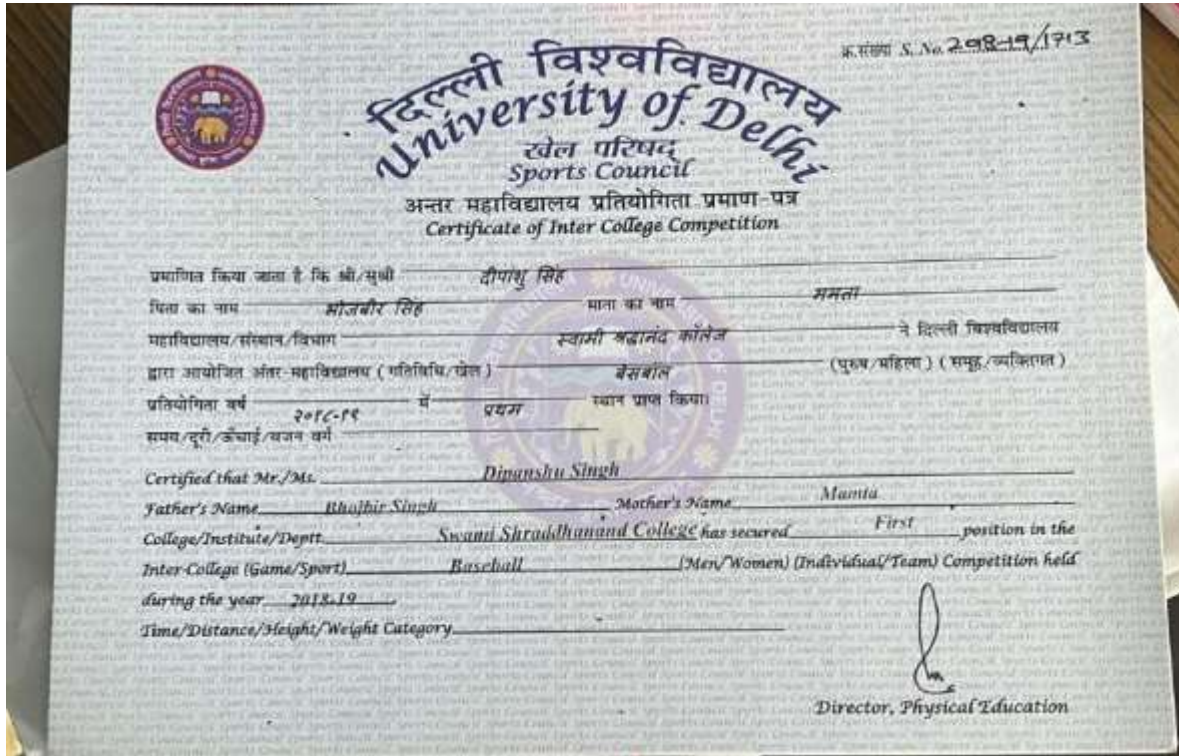 क्र.संख्या S. No. 298-19/1713
दिल्ली विश्वविद्यालय
University of Delhi
खेल परिषद्
Sports Council
अन्तर महाविद्यालय प्रतियोगिता प्रमाण-पत्र
Certificate of Inter College Competition
प्रमाणित किया जाता है कि श्री/सुश्री दीपांशु सिंह
पिता का नाम भोजबीर सिंह माता का नाम ममता
महाविद्यालय/संस्थान/विभाग स्वामी श्रद्धानंद कॉलेज ने दिल्ली विश्वविद्यालय
द्वारा आयोजित अंतर-महाविद्यालय (गतिविधि/खेल) बेसबॉल (पुरुष/महिला) (समूह/व्यक्तिगत)
प्रतियोगिता वर्ष २०१८-१९ में प्रथम स्थान प्राप्त किया।
समय/दूरी/ऊँचाई/वजन वर्ग
Certified that Mr./Ms. Dipanshu Singh
Father's Name Bhojbir Singh Mother's Name Mamta
College/Institute/Deptt. Swami Shraddhanand College has secured First position in the
Inter-College (Game/Sport) Baseball (Men/Women) (Individual/Team) Competition held
during the year 2018-19
Time/Distance/Height/Weight Category
Director, Physical Education